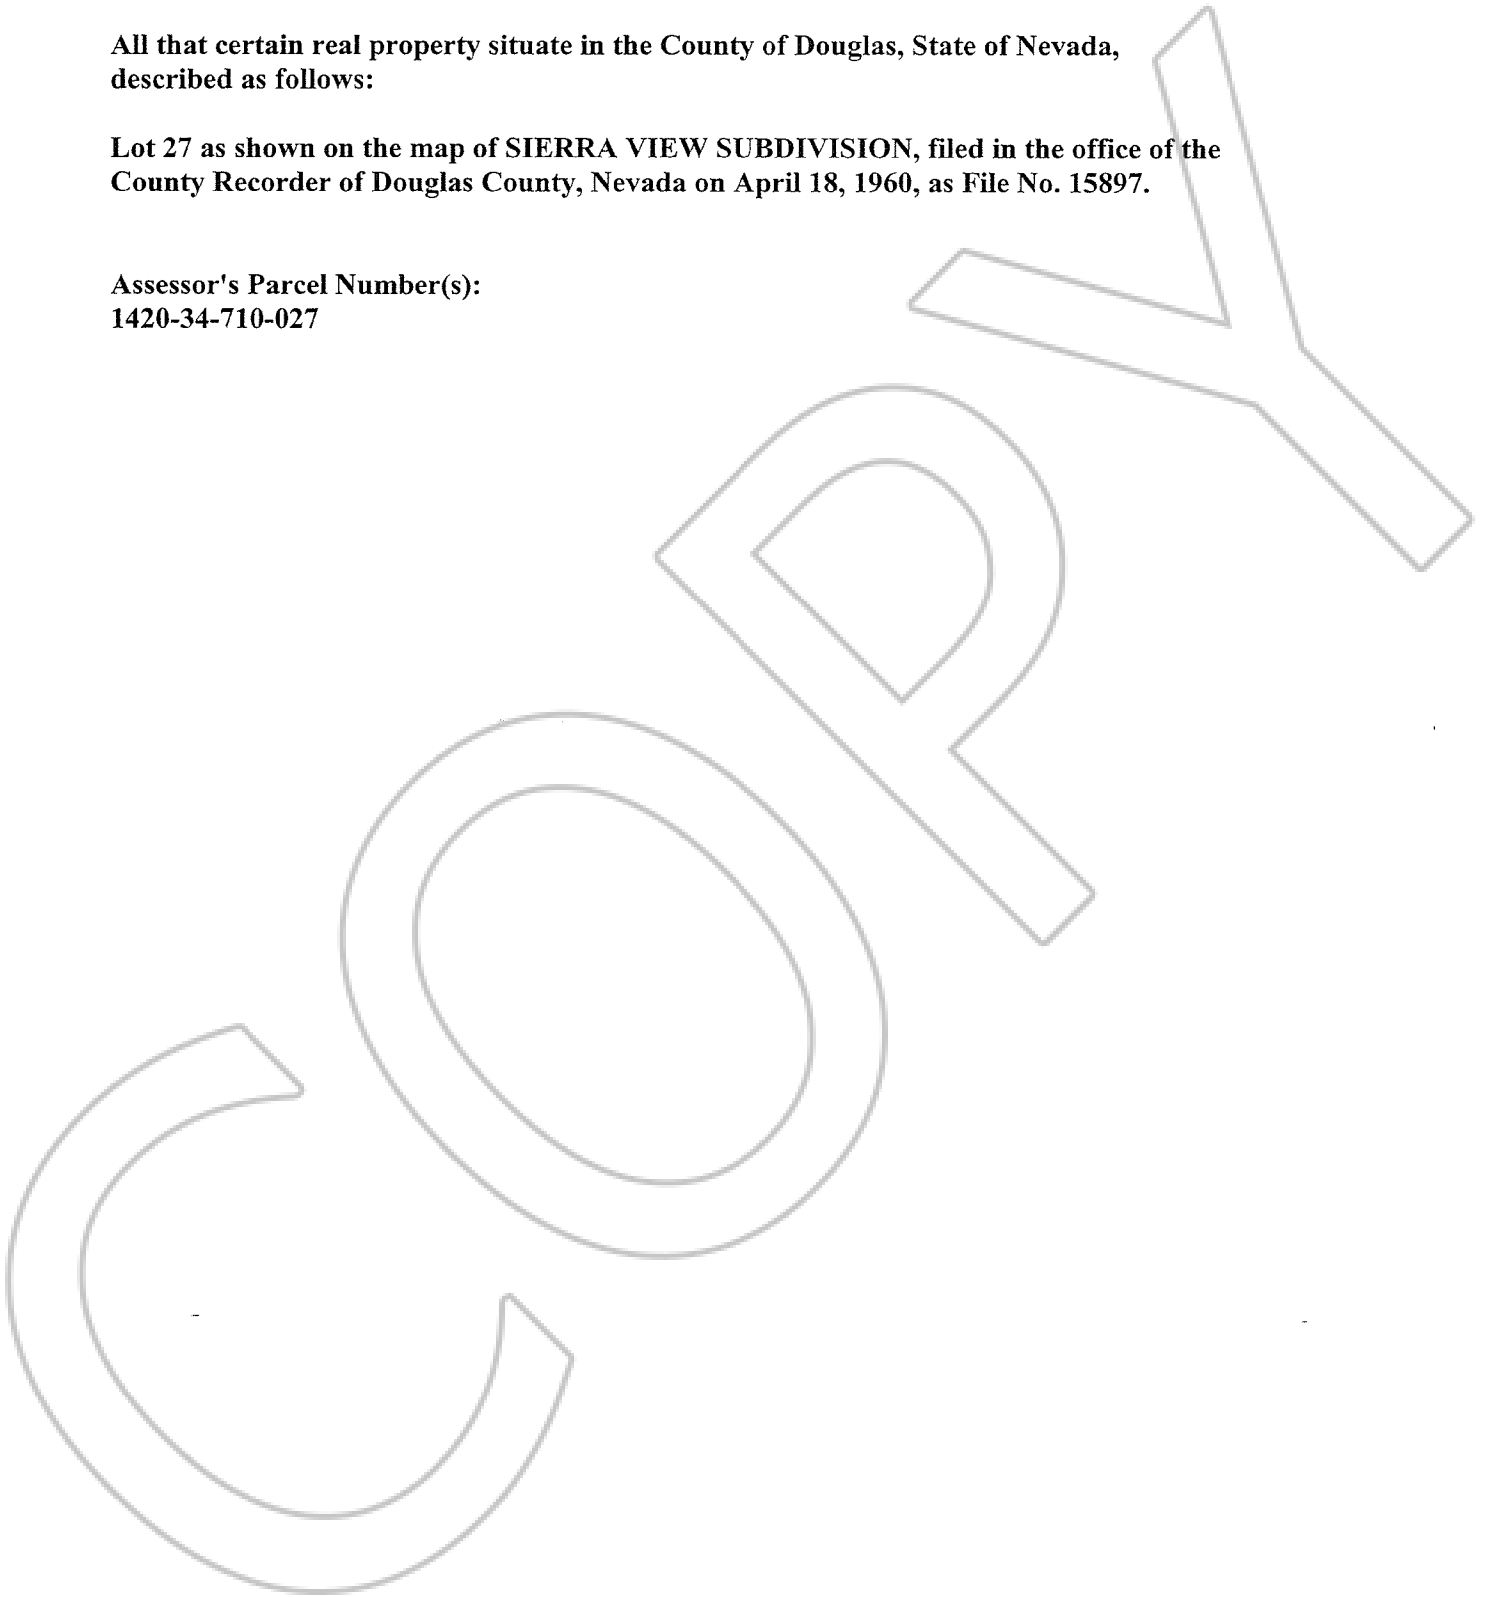 All that certain real property situate in the County of Douglas, State of Nevada,
described as follows:
Lot 27 as shown on the map of SIERRA VIEW SUBDIVISION, filed in the office of the
County Recorder of Douglas County, Nevada on April 18, 1960, as File No. 15897.
Assessor's Parcel Number(s):
1420-34-710-027
COPY